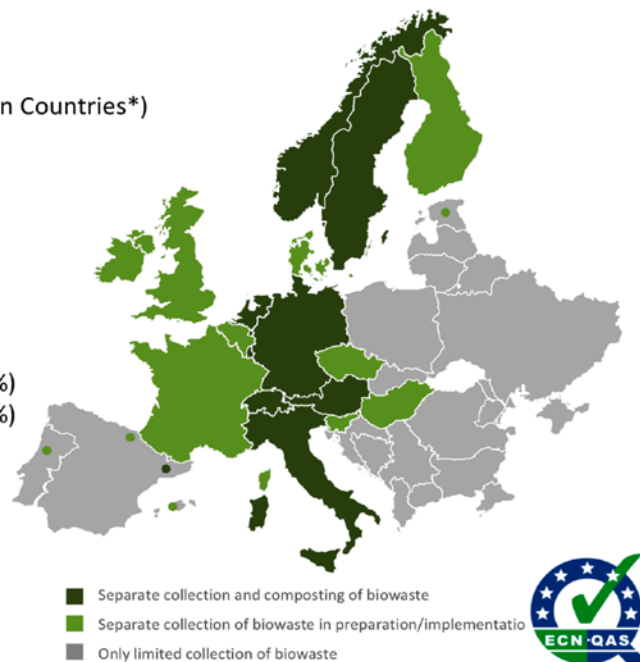 n Countries*)
%)
%)
Separate collection and composting of biowaste
Separate collection of biowaste in preparation/implementatio
Only limited collection of biowaste
ECN-QAS